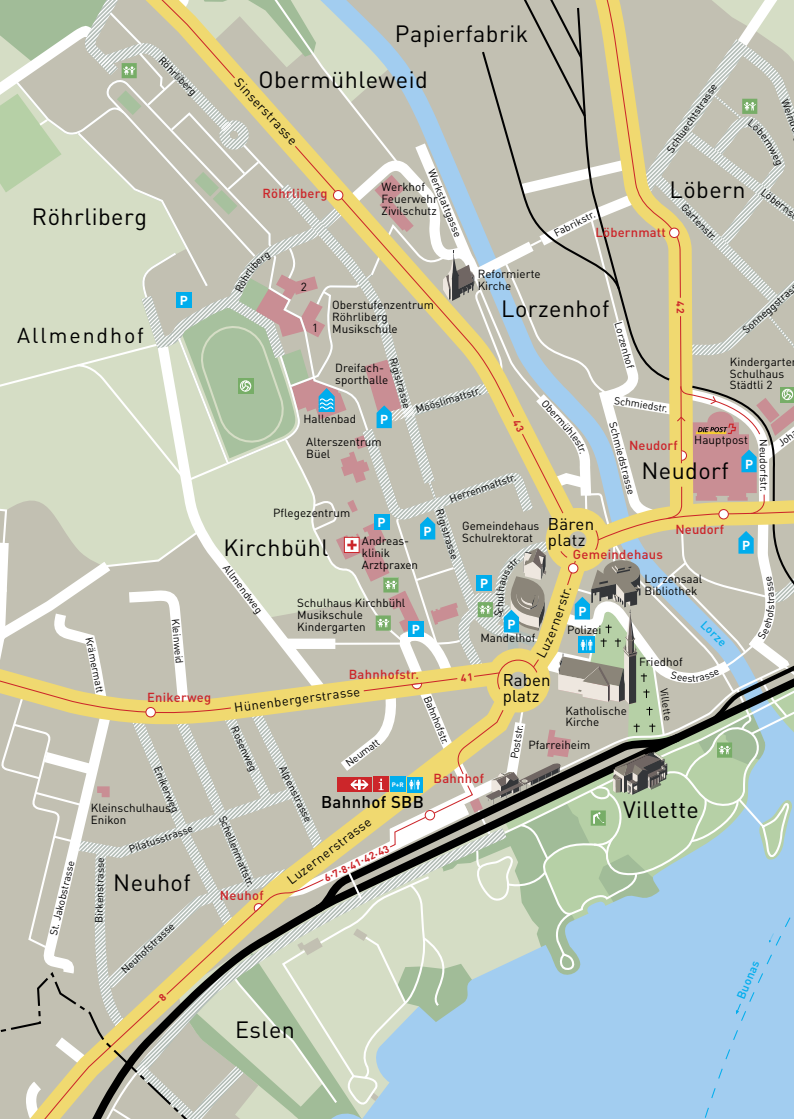 Papierfabrik
Röhrliberg
Obermühleweid
Sinserstrasse
Schluechtstrasse
Löbernweg
Werkstattgasse
Röhrliberg
Werkhof
Feuerwehr
Zivilschutz
Löbern
Röhrliberg
Fabrikstr.
Löbernmatt
Gartenstr.
Röhrliberg
Reformierte
Kirche
2
1
Oberstufenzentrum
Röhrliberg
Musikschule
Lorzenhof
42
Sonneggstrasse
P
Allmendhof
Lorzenhof
Dreifach-
sporthalle
Rigistrasse
Kindergarten
Schulhaus
Städtli 2
Hallenbad
P
Mööslimattstr.
Obermühlestr.
Schmiedstr.
43
DIE POST
Hauptpost
Alterszentrum
Büel
Schmiedstrasse
Neudorf
Neudorf
P
Neudorfstr.
Herrenmattstr.
Pflegezentrum
P
P
Rigistrasse
Gemeindehaus
Schulrektorat
Bären
platz
Neudorf
Kirchbühl
Andreas-
klinik
Arztpraxen
Gemeindehaus
P
Allmendweg
P
Schulhausstr.
Lorzensaal
Bibliothek
Seehofstrasse
Schulhaus Kirchbühl
Musikschule
Kindergarten
P
P
Mandelhof
P
Polizei
Luzernerstr.
Lorze
Kleinweid
Krämermatt
Friedhof
Seestrasse
Bahnhofstr.
41
Raben
platz
Enikerweg
Hünenbergerstrasse
Villette
Katholische
Kirche
Bahnhofstr.
Poststr.
Neumatt
Rosenweg
Pfarreiheim
Enikerweg
Alpenstrasse
i
P+R
Bahnhof
Bahnhof SBB
Kleinschulhaus
Enikon
Villette
Schellenmattstr.
Pilatusstrasse
Luzernerstrasse
6·7·8·41·42·43
Neuhof
Neuhof
St. Jakobstrasse
Birkenstrasse
Neuhofstrasse
8
Eslen
Buonas